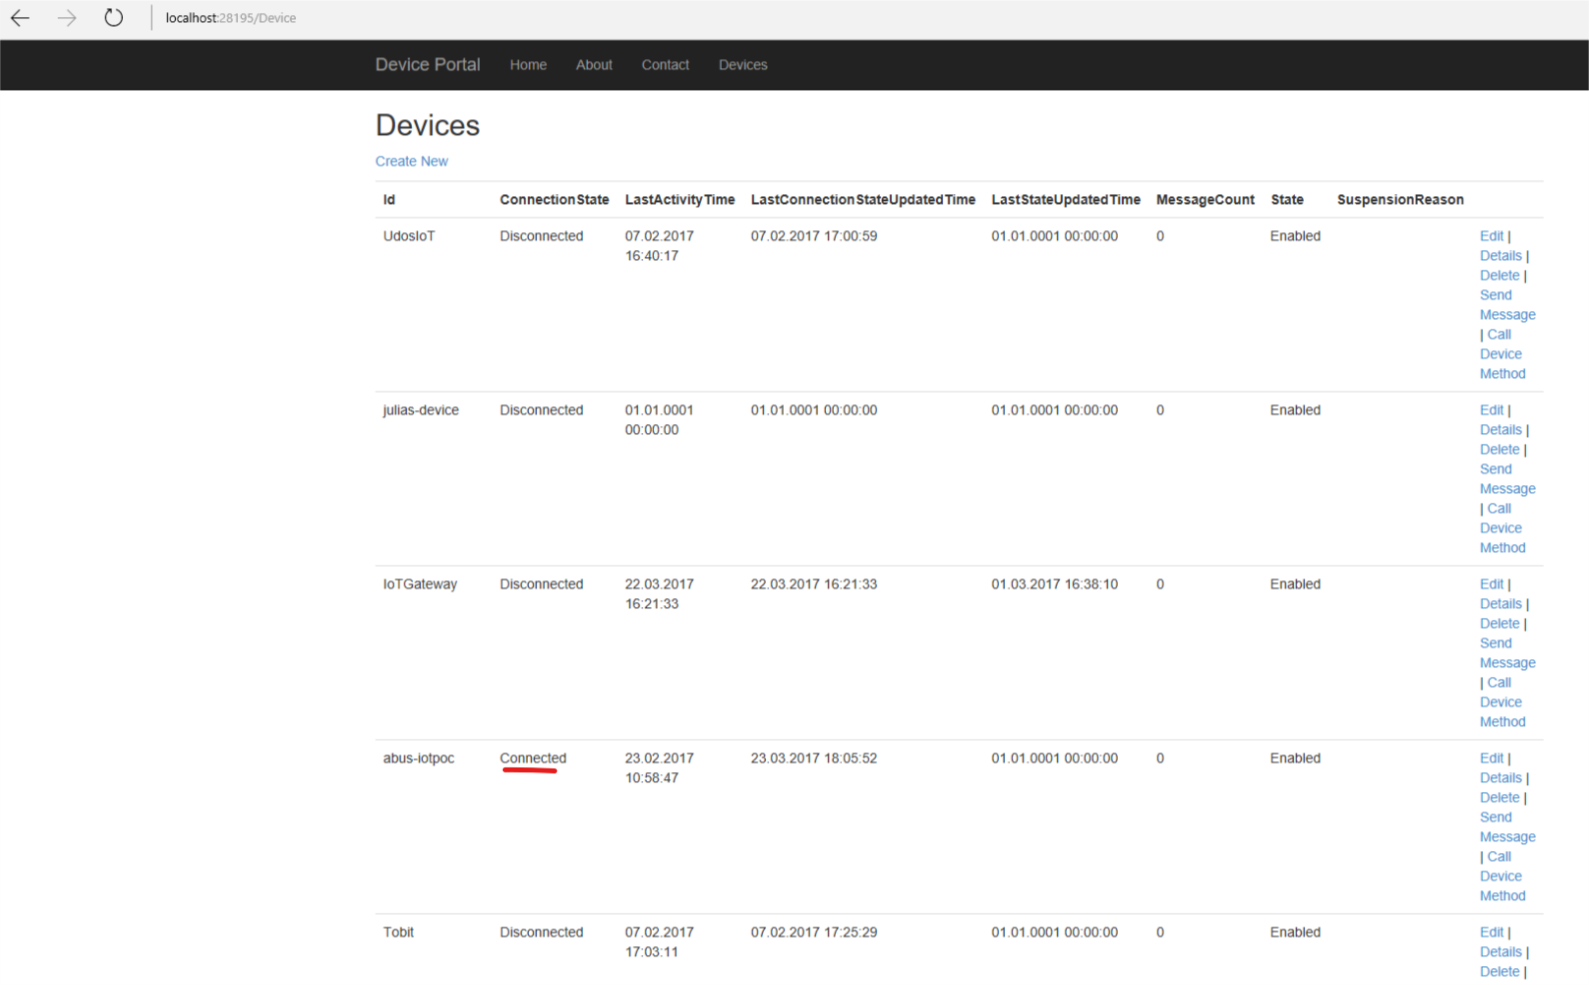 localhost:28195/Device
Device Portal Home About Contact Devices
Devices
Create New
Id ConnectionState LastActivityTime LastConnectionStateUpdatedTime LastStateUpdatedTime MessageCount State SuspensionReason
UdosIoT Disconnected 07.02.2017 07.02.2017 17:00:59 01.01.0001 00:00:00 0 Enabled Edit |
16:40:17 Details |
Delete |
Send
Message
| Call
Device
Method
julias-device Disconnected 01.01.0001 01.01.0001 00:00:00 01.01.0001 00:00:00 0 Enabled Edit |
00:00:00 Details |
Delete |
Send
Message
| Call
Device
Method
IoTGateway Disconnected 22.03.2017 22.03.2017 16:21:33 01.03.2017 16:38:10 0 Enabled Edit |
16:21:33 Details |
Delete |
Send
Message
| Call
Device
Method
abus-iotpoc Connected 23.02.2017 23.03.2017 18:05:52 01.01.0001 00:00:00 0 Enabled Edit |
10:58:47 Details |
Delete |
Send
Message
| Call
Device
Method
Tobit Disconnected 07.02.2017 07.02.2017 17:25:29 01.01.0001 00:00:00 0 Enabled Edit |
17:03:11 Details |
Delete |